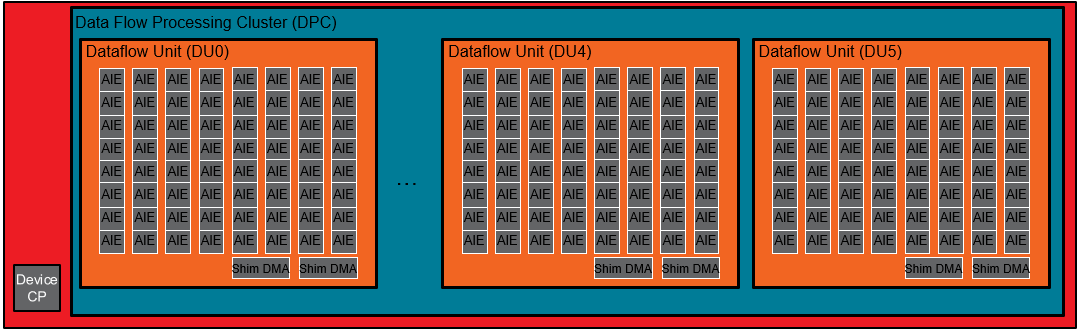 Data Flow Processing Cluster (DPC)
Dataflow Unit (DU0) Dataflow Unit (DU4) Dataflow Unit (DU5)
AIE AIE AIE AIE AIE AIE AIE AIE AIE AIE AIE AIE AIE AIE AIE AIE AIE AIE AIE AIE AIE AIE AIE AIE
AIE AIE AIE AIE AIE AIE AIE AIE AIE AIE AIE AIE AIE AIE AIE AIE AIE AIE AIE AIE AIE AIE AIE AIE
AIE AIE AIE AIE AIE AIE AIE AIE AIE AIE AIE AIE AIE AIE AIE AIE AIE AIE AIE AIE AIE AIE AIE AIE
AIE AIE AIE AIE AIE AIE AIE AIE AIE AIE AIE AIE AIE AIE AIE AIE AIE AIE AIE AIE AIE AIE AIE AIE
AIE AIE AIE AIE AIE AIE AIE AIE AIE AIE AIE AIE AIE AIE AIE AIE AIE AIE AIE AIE AIE AIE AIE AIE
...
AIE AIE AIE AIE AIE AIE AIE AIE AIE AIE AIE AIE AIE AIE AIE AIE AIE AIE AIE AIE AIE AIE AIE AIE
AIE AIE AIE AIE AIE AIE AIE AIE AIE AIE AIE AIE AIE AIE AIE AIE AIE AIE AIE AIE AIE AIE AIE AIE
AIE AIE AIE AIE AIE AIE AIE AIE AIE AIE AIE AIE AIE AIE AIE AIE AIE AIE AIE AIE AIE AIE AIE AIE
Shim DMA Shim DMA Shim DMA Shim DMA Shim DMA Shim DMA
Device
CP